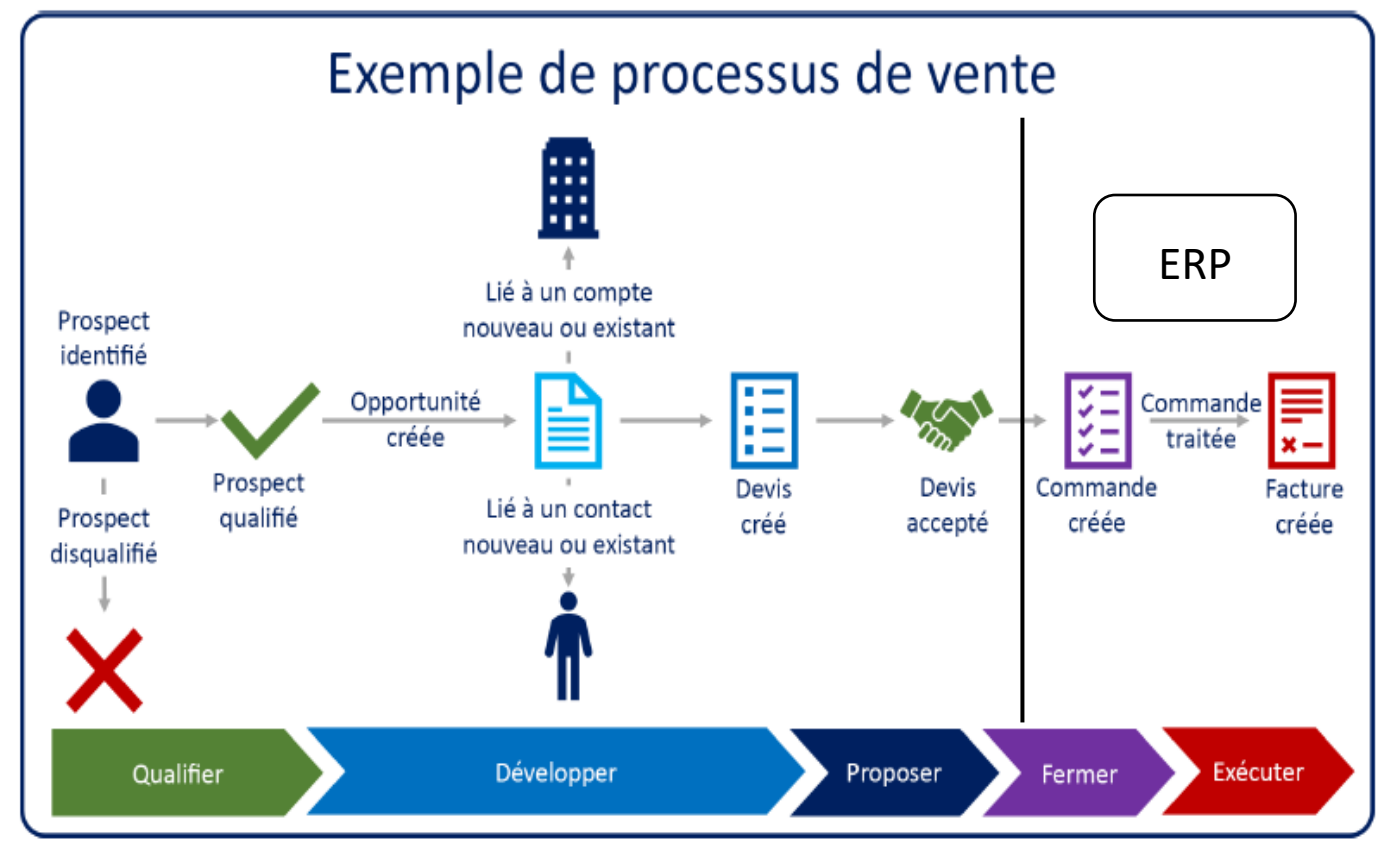 Exemple de processus de vente
ERP
Lié à un compte
nouveau ou existant
Prospect
identifié
Opportunité
créée
Commande
traitée
Prospect
qualifié
Prospect
disqualifié
Lié à un contact
nouveau ou existant
Devis
créé
Devis
accepté
Commande
créée
Facture
créée
Qualifier
Développer
Proposer
Fermer
Exécuter